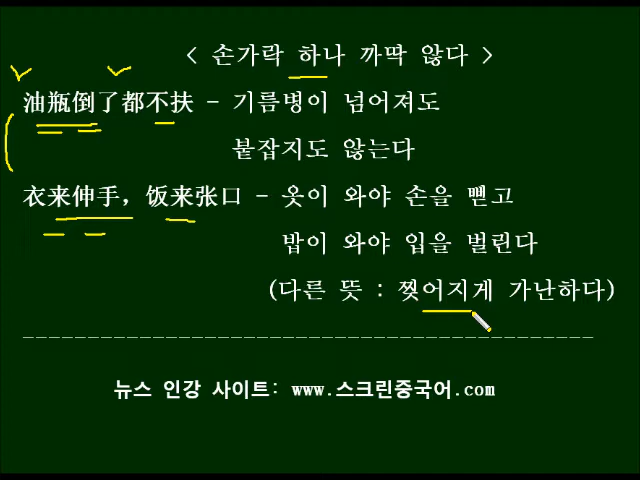 < 손가락 하나 까딱 않다 >
油瓶倒了都不扶 – 기름병이 넘어져도
붙잡지도 않는다
衣来伸手，饭来张口 – 옷이 와야 손을 뻗고
밥이 와야 입을 벌린다
(다른 뜻 : 찢어지게 가난하다)
뉴스 인강 사이트: www.스크린중국어.com